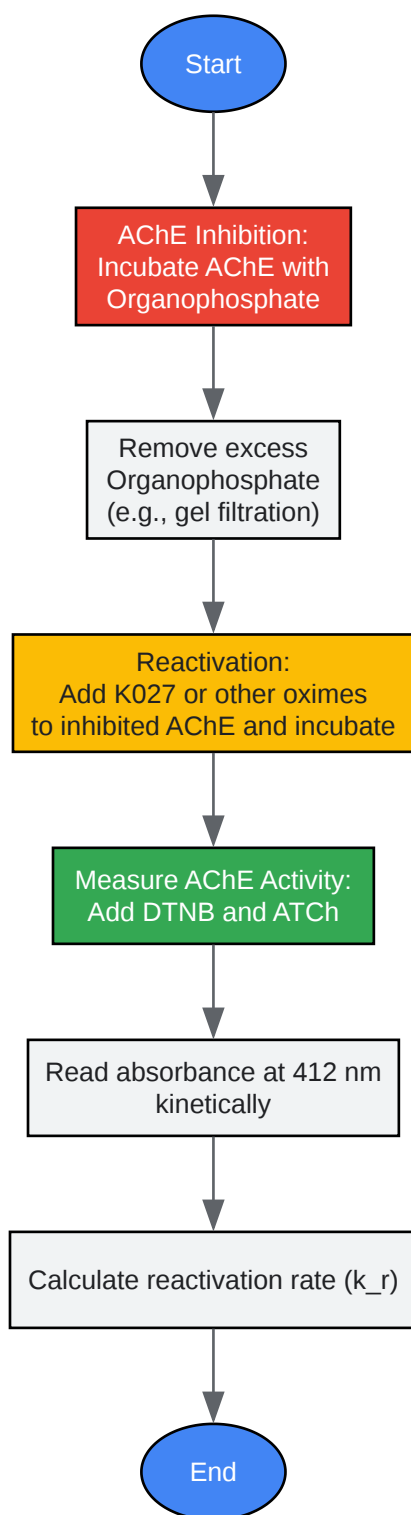 Start
AChE Inhibition:
Incubate AChE with
Organophosphate
Remove excess
Organophosphate
(e.g., gel filtration)
Reactivation:
Add K027 or other oximes
to inhibited AChE and incubate
Measure AChE Activity:
Add DTNB and ATCh
Read absorbance at 412 nm
kinetically
Calculate reactivation rate (k_r)
End